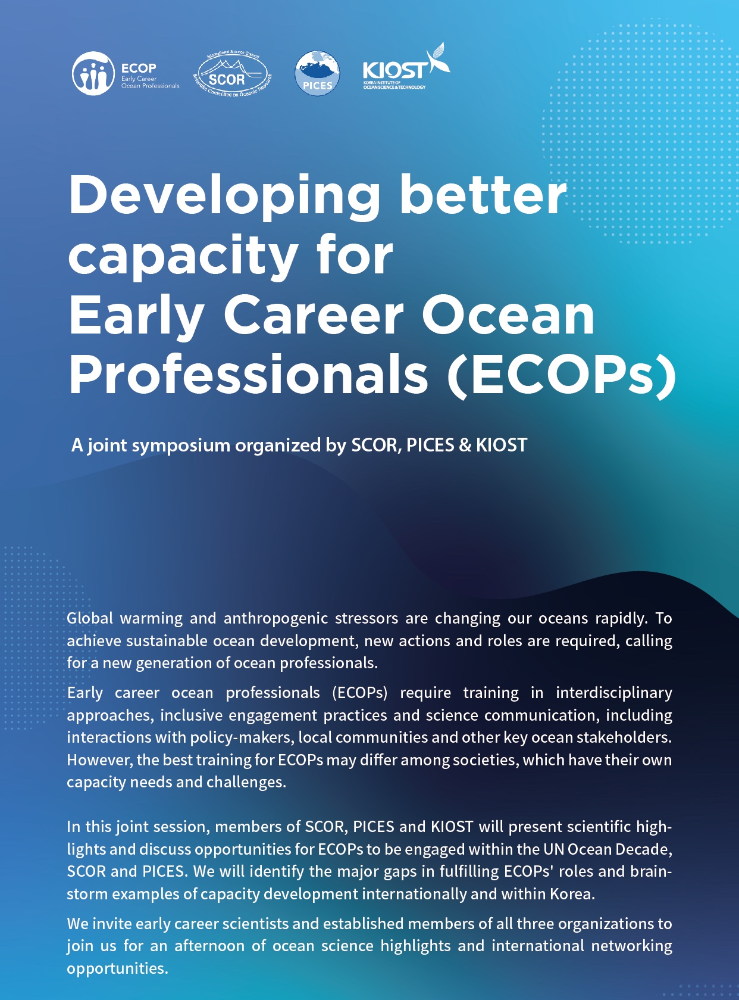 ECOP
Early Career
Ocean Professionals
International Science Council
SCOR
Scientific Committee on Oceanic Research
PICES
KIOST
KOREA INSTITUTE OF
OCEAN SCIENCE & TECHNOLOGY
Developing better
capacity for
Early Career Ocean
Professionals (ECOPs)
A joint symposium organized by SCOR, PICES & KIOST
Global warming and anthropogenic stressors are changing our oceans rapidly. To
achieve sustainable ocean development, new actions and roles are required, calling
for a new generation of ocean professionals.
Early career ocean professionals (ECOPs) require training in interdisciplinary
approaches, inclusive engagement practices and science communication, including
interactions with policy-makers, local communities and other key ocean stakeholders.
However, the best training for ECOPs may differ among societies, which have their own
capacity needs and challenges.
In this joint session, members of SCOR, PICES and KIOST will present scientific high-
lights and discuss opportunities for ECOPs to be engaged within the UN Ocean Decade,
SCOR and PICES. We will identify the major gaps in fulfilling ECOPs' roles and brain-
storm examples of capacity development internationally and within Korea.
We invite early career scientists and established members of all three organizations to
join us for an afternoon of ocean science highlights and international networking
opportunities.